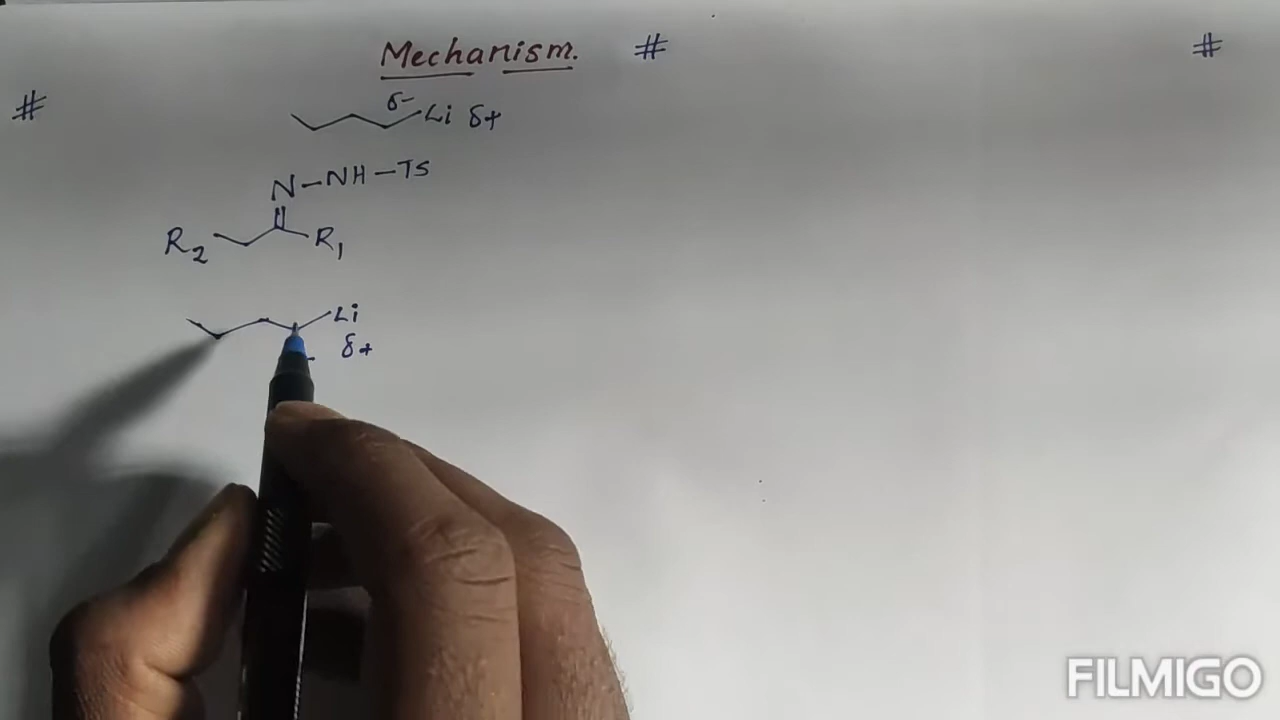 Mechanism. # #
#
δ-
Li δ+
N-NH-TS
R2 R1
Li
- δ+
FILMIGO